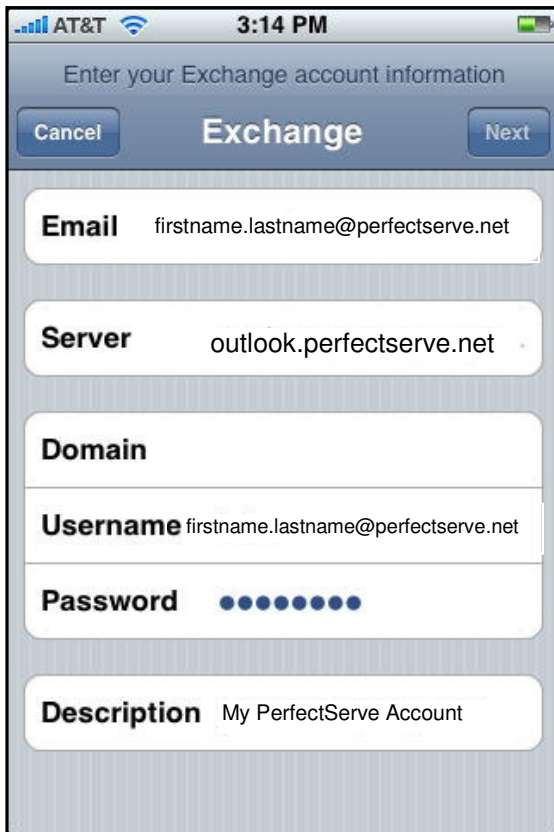 AT&T 3:14 PM
Enter your Exchange account information
Cancel Exchange Next
Email firstname.lastname@perfectserve.net
Server outlook.perfectserve.net
Domain
Username firstname.lastname@perfectserve.net
Password ●●●●●●●●
Description My PerfectServe Account